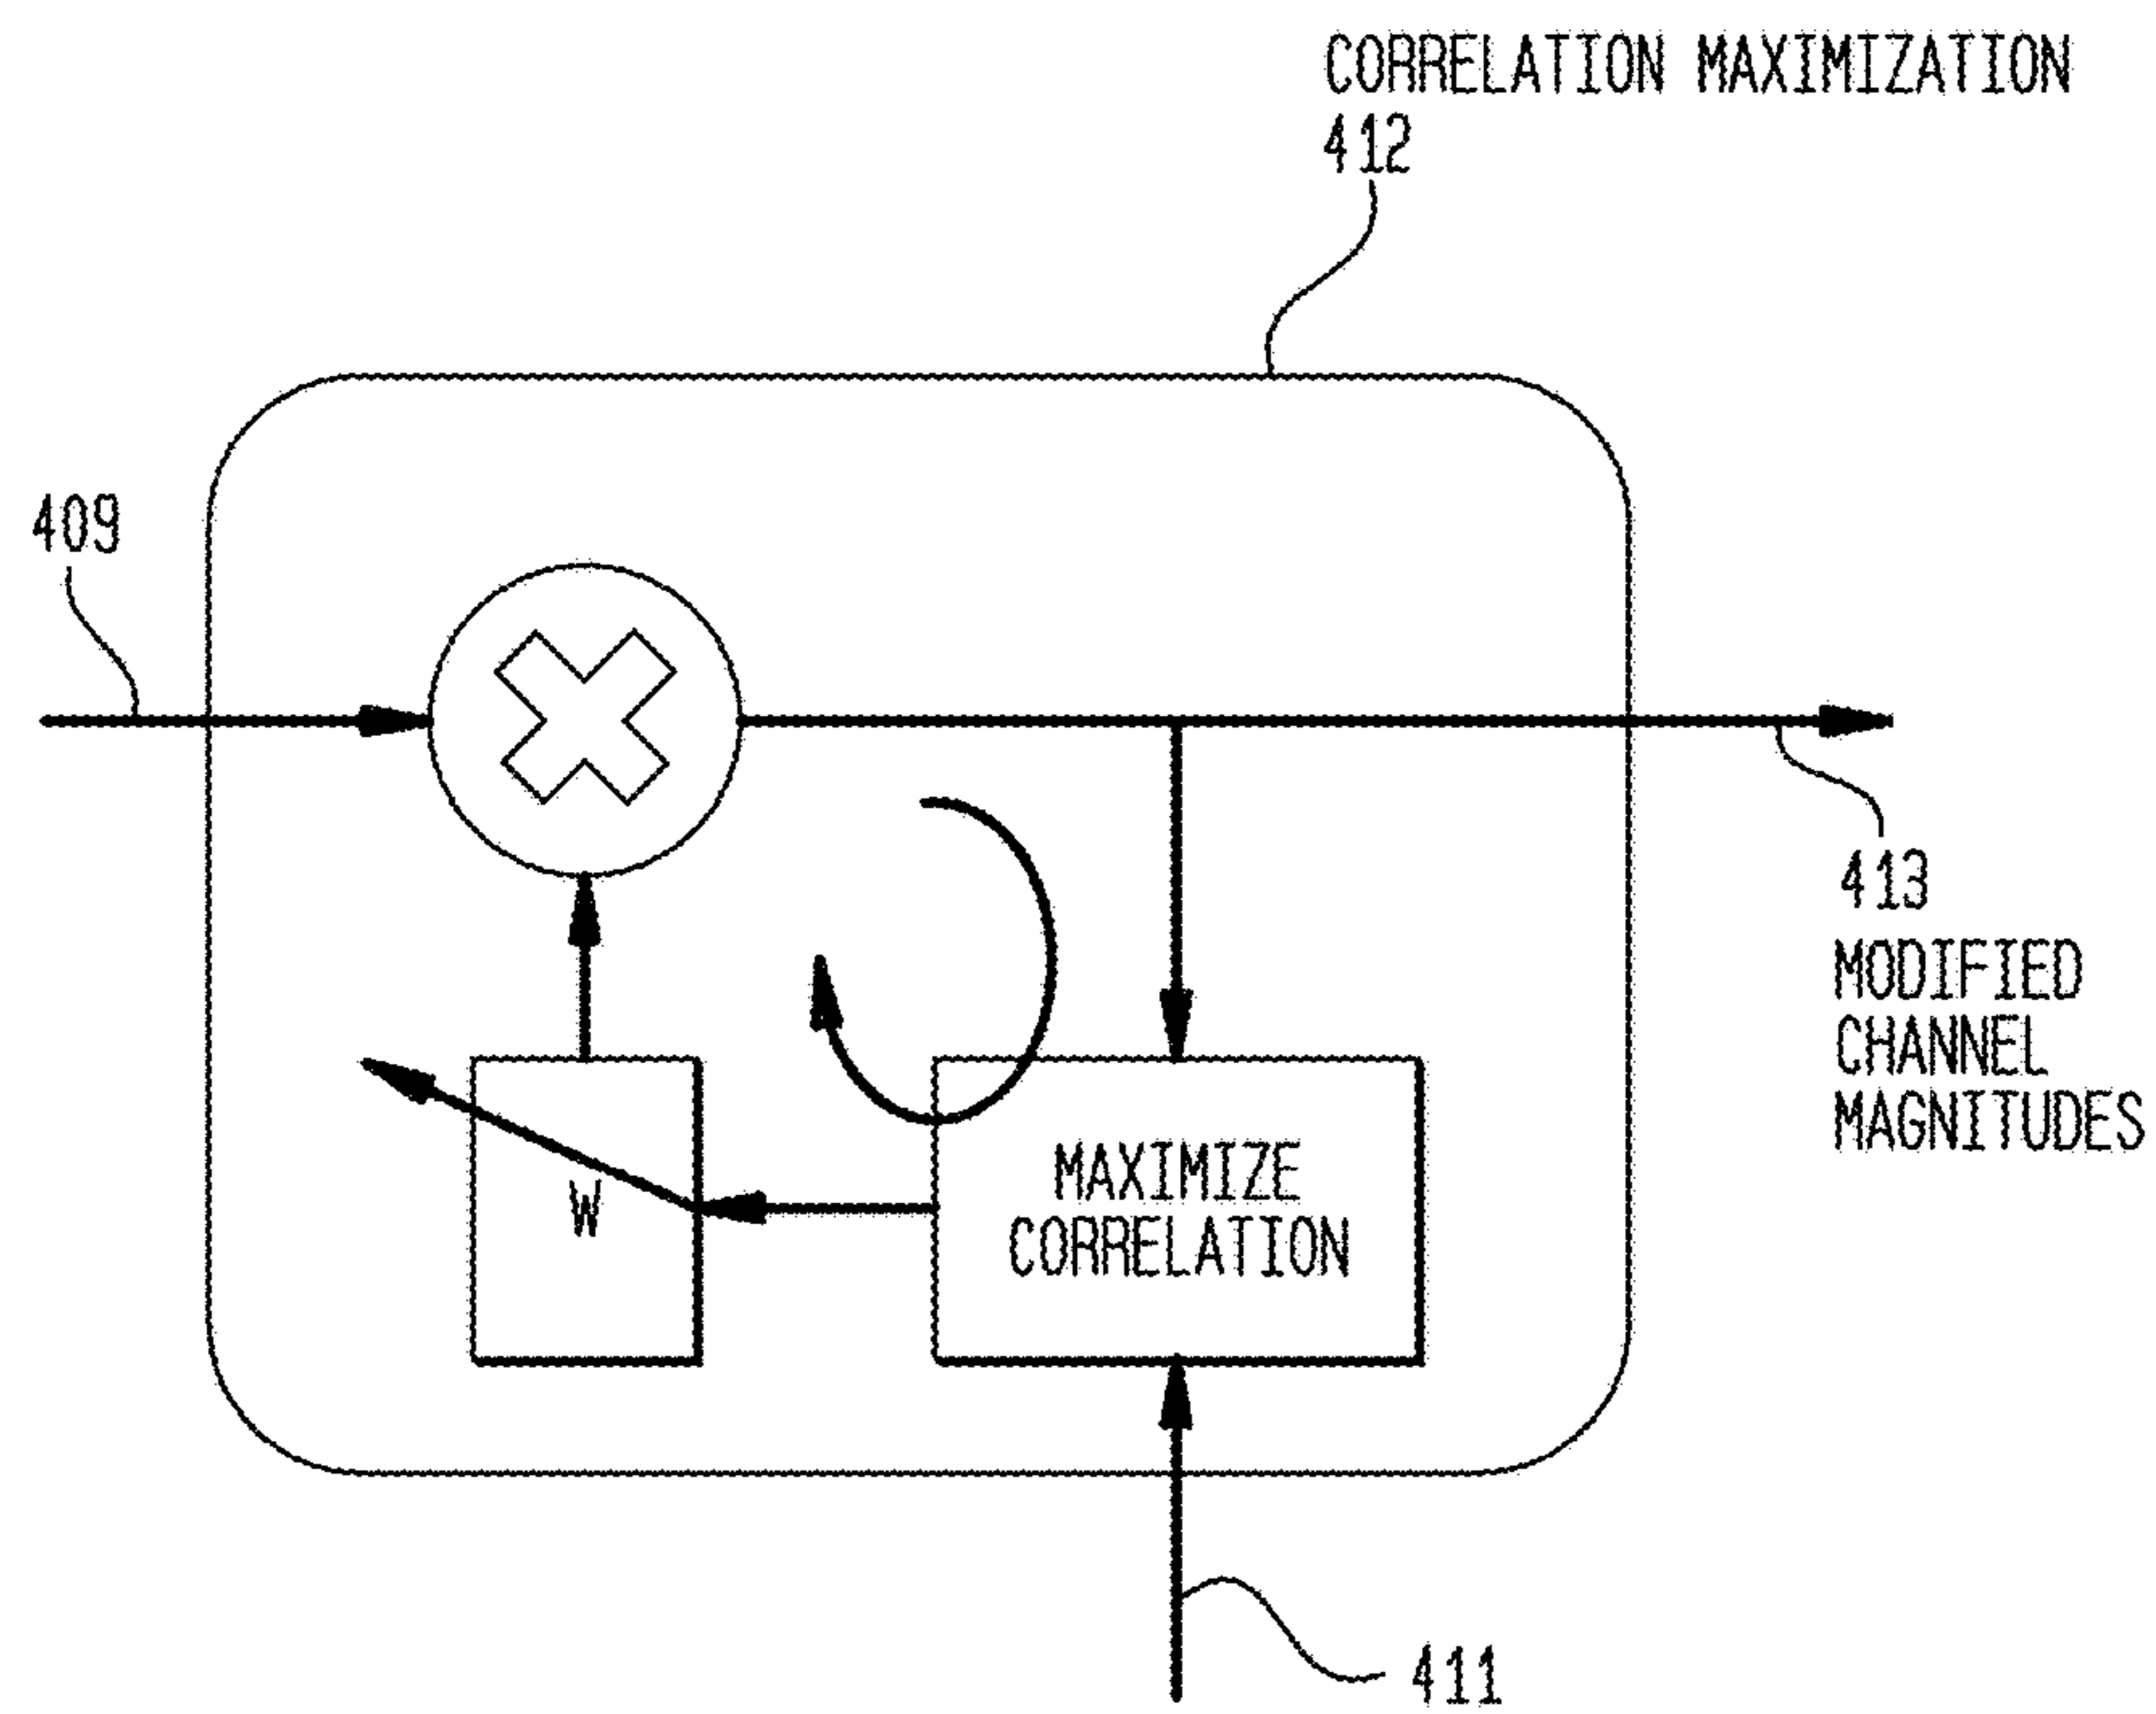 CORRELATION MAXIMIZATION
412
409
413
MODIFIED
CHANNEL
MAGNITUDES
W
MAXIMIZE
CORRELATION
411